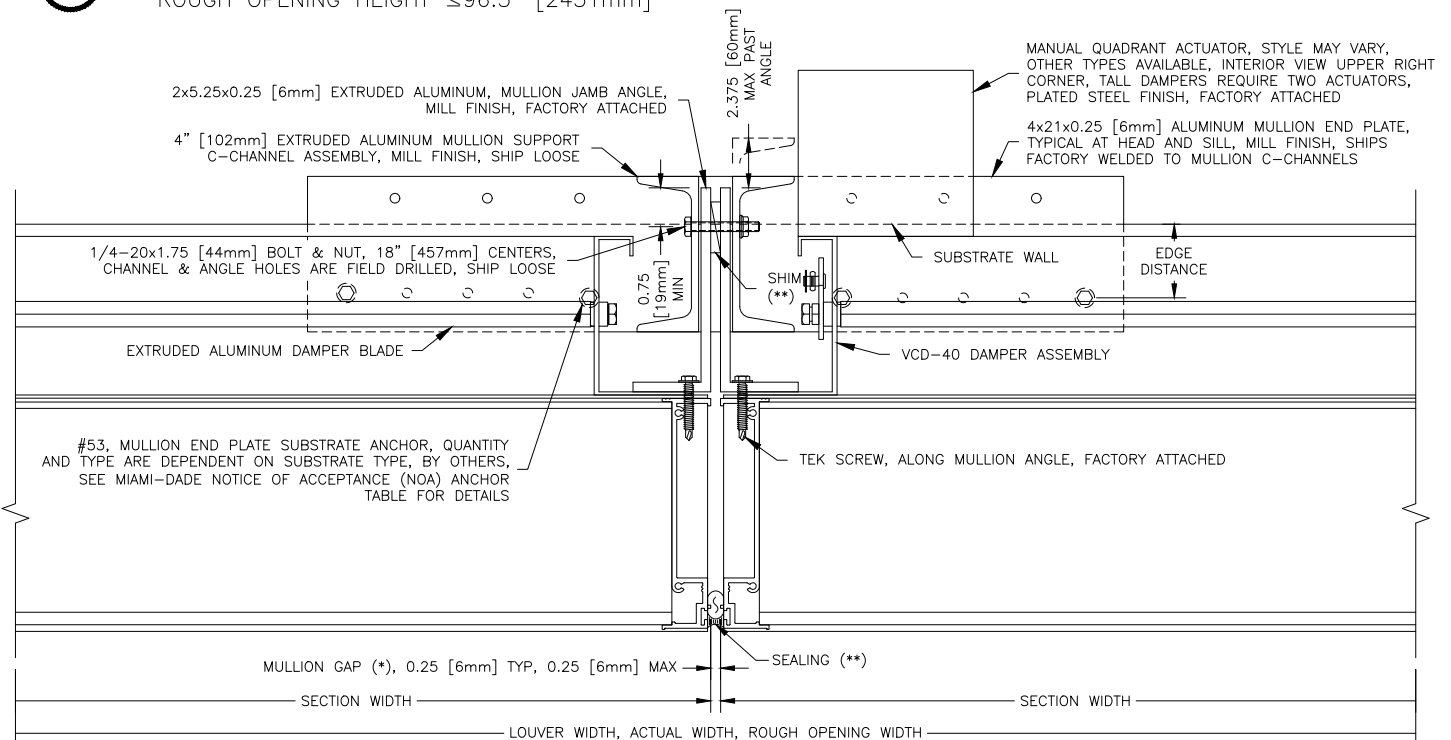 ROUGH OPENING HEIGHT ≤96.5" [2451mm]
2.375 [60mm]
MAX PAST
ANGLE
MANUAL QUADRANT ACTUATOR, STYLE MAY VARY,
OTHER TYPES AVAILABLE, INTERIOR VIEW UPPER RIGHT
CORNER, TALL DAMPERS REQUIRE TWO ACTUATORS,
PLATED STEEL FINISH, FACTORY ATTACHED
2x5.25x0.25 [6mm] EXTRUDED ALUMINUM, MULLION JAMB ANGLE,
MILL FINISH, FACTORY ATTACHED
4" [102mm] EXTRUDED ALUMINUM MULLION SUPPORT
C-CHANNEL ASSEMBLY, MILL FINISH, SHIP LOOSE
4x21x0.25 [6mm] ALUMINUM MULLION END PLATE,
TYPICAL AT HEAD AND SILL, MILL FINISH, SHIPS
FACTORY WELDED TO MULLION C-CHANNELS
1/4-20x1.75 [44mm] BOLT & NUT, 18" [457mm] CENTERS,
CHANNEL & ANGLE HOLES ARE FIELD DRILLED, SHIP LOOSE
0.75
[19mm]
MIN
SHIM
(**)
SUBSTRATE WALL
EDGE
DISTANCE
EXTRUDED ALUMINUM DAMPER BLADE
VCD-40 DAMPER ASSEMBLY
#53, MULLION END PLATE SUBSTRATE ANCHOR, QUANTITY
AND TYPE ARE DEPENDENT ON SUBSTRATE TYPE, BY OTHERS,
SEE MIAMI-DADE NOTICE OF ACCEPTANCE (NOA) ANCHOR
TABLE FOR DETAILS
TEK SCREW, ALONG MULLION ANGLE, FACTORY ATTACHED
MULLION GAP (*), 0.25 [6mm] TYP, 0.25 [6mm] MAX
SEALING (**)
SECTION WIDTH
SECTION WIDTH
LOUVER WIDTH, ACTUAL WIDTH, ROUGH OPENING WIDTH